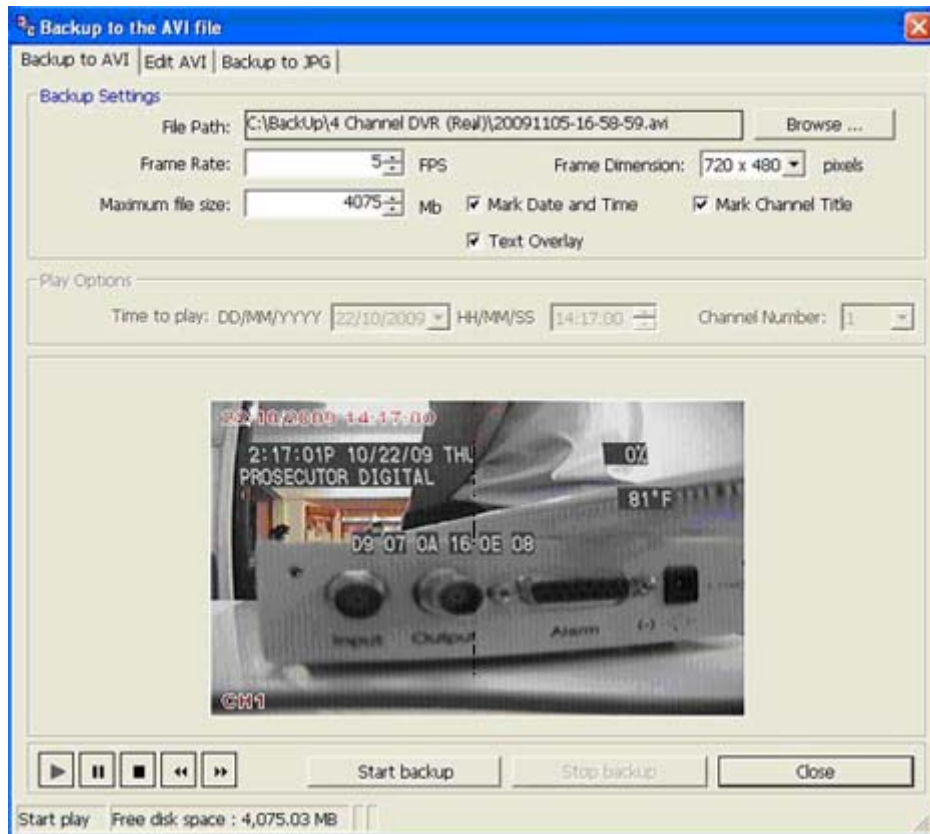 Backup to the AVI file
Backup to AVI Edit AVI Backup to JPG
Backup Settings
File Path: C:\BackUp\4 Channel DVR (Real)\20091105-16-58-59.avi Browse ...
Frame Rate: 5 FPS Frame Dimension: 720 x 480 pixels
Maximum file size: 4075 Mb Mark Date and Time Mark Channel Title
Text Overlay
Play Options
Time to play: DD/MM/YYYY 22/10/2009 HH/MM/SS 14:17:00 Channel Number: 1
22/10/2009 14:17:00
2:17:01P 10/22/09 THU 0%
PROSECUTOR DIGITAL
81°F
D9 07 0A 16 0E 08
Input Output Alarm (-)
CH1
Start backup Stop backup Close
Start play Free disk space : 4,075.03 MB